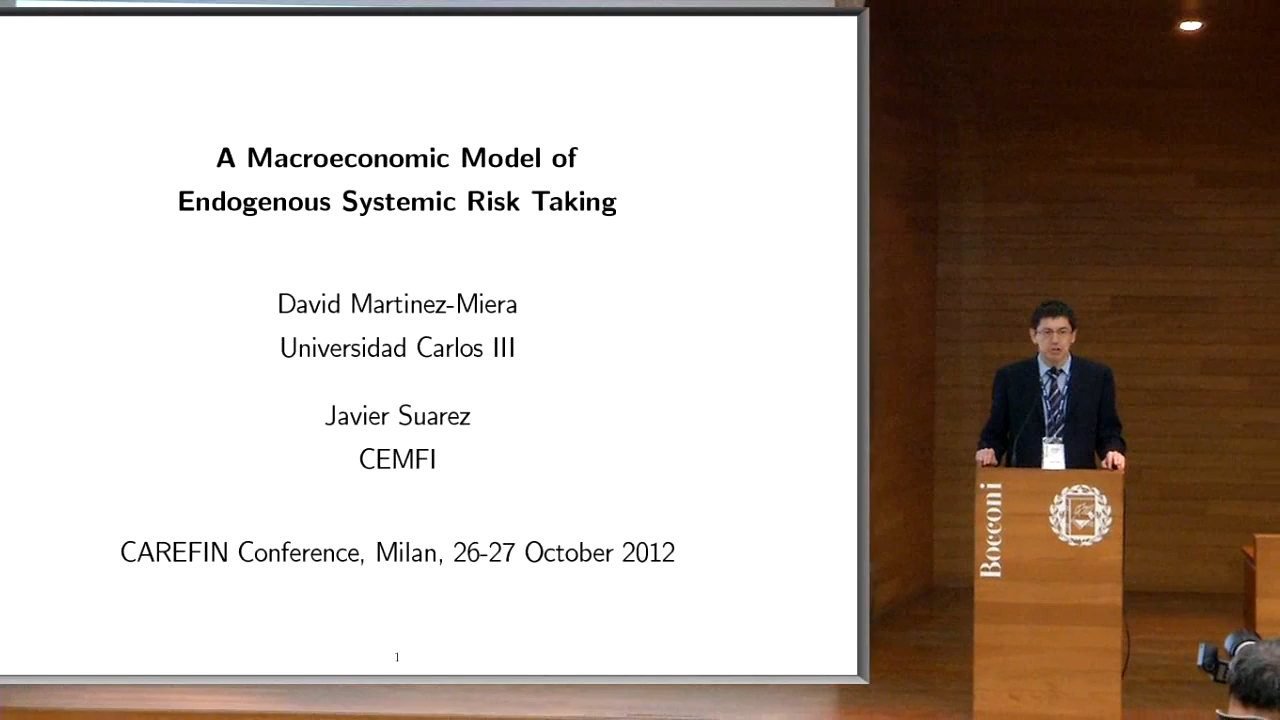 A Macroeconomic Model of
Endogenous Systemic Risk Taking
David Martinez-Miera
Universidad Carlos III
Javier Suarez
CEMFI
CAREFIN Conference, Milan, 26-27 October 2012
1
Bocconi